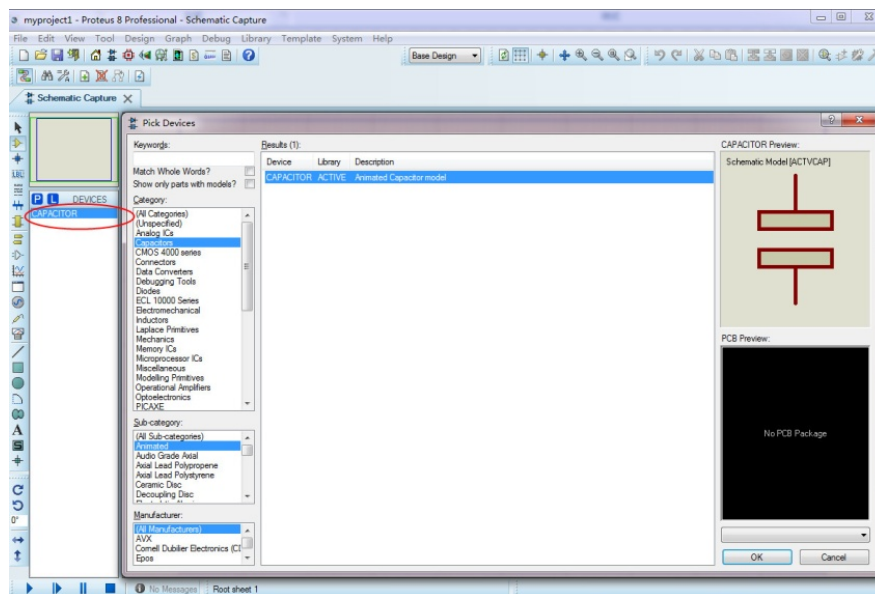 myproject1 - Proteus 8 Professional - Schematic Capture
File Edit View Tool Design Graph Debug Library Template System Help
Base Design
Schematic Capture
Pick Devices
Keywords:
Results (1):
CAPACITOR Preview:
Device Library Description
Schematic Model [ACTVCAP]
Match Whole Words?
CAPACITOR ACTIVE Animated Capacitor model
Show only parts with models?
P L DEVICES
CAPACITOR
Category:
(All Categories)
(Unspecified)
Analog ICs
Capacitors
CMOS 4000 series
Connectors
Data Converters
Debugging Tools
Diodes
ECL 10000 Series
Electromechanical
Inductors
Laplace Primitives
Mechanics
Memory ICs
Microprocessor ICs
Miscellaneous
Modelling Primitives
Operational Amplifiers
Optoelectronics
PICAXE
PCB Preview:
No PCB Package
Sub-category:
(All Sub-categories)
Animated
Audio Grade Axial
Axial Lead Polypropene
Axial Lead Polystyrene
Ceramic Disc
Decoupling Disc
Manufacturer:
(All Manufacturers)
AVX
Cornell Dubilier Electronics (CI
Epos
OK Cancel
LBL
A
S
0°
No Messages Root sheet 1